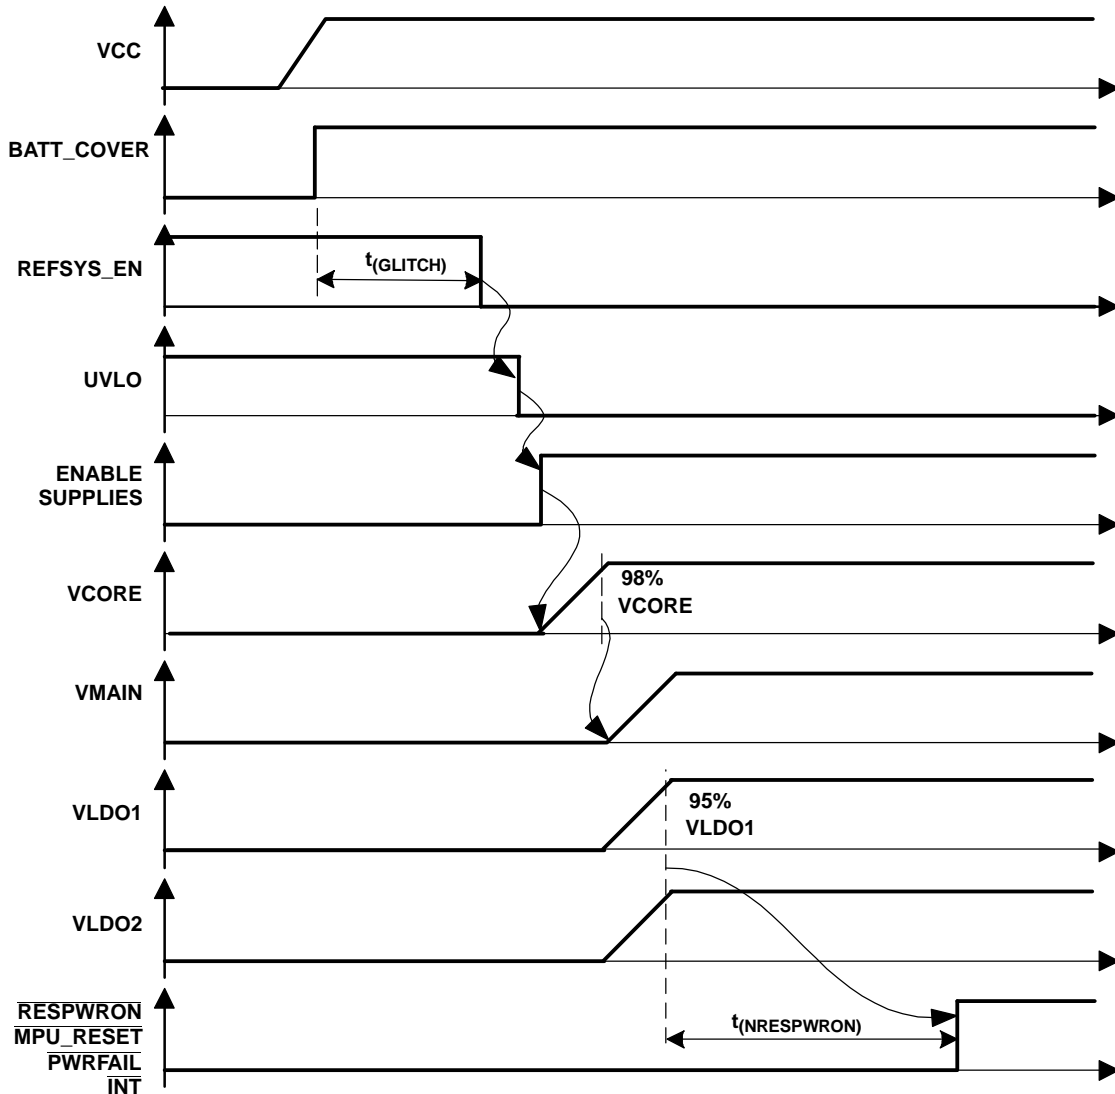 VCC
BATT_COVER
REFSYS_EN
t(GLITCH)
UVLO
ENABLE
SUPPLIES
VCORE
98%
VCORE
VMAIN
VLDO1
95%
VLDO1
VLDO2
RESPWRON
MPU_RESET
PWRFAIL
INT
t(NRESPWRON)